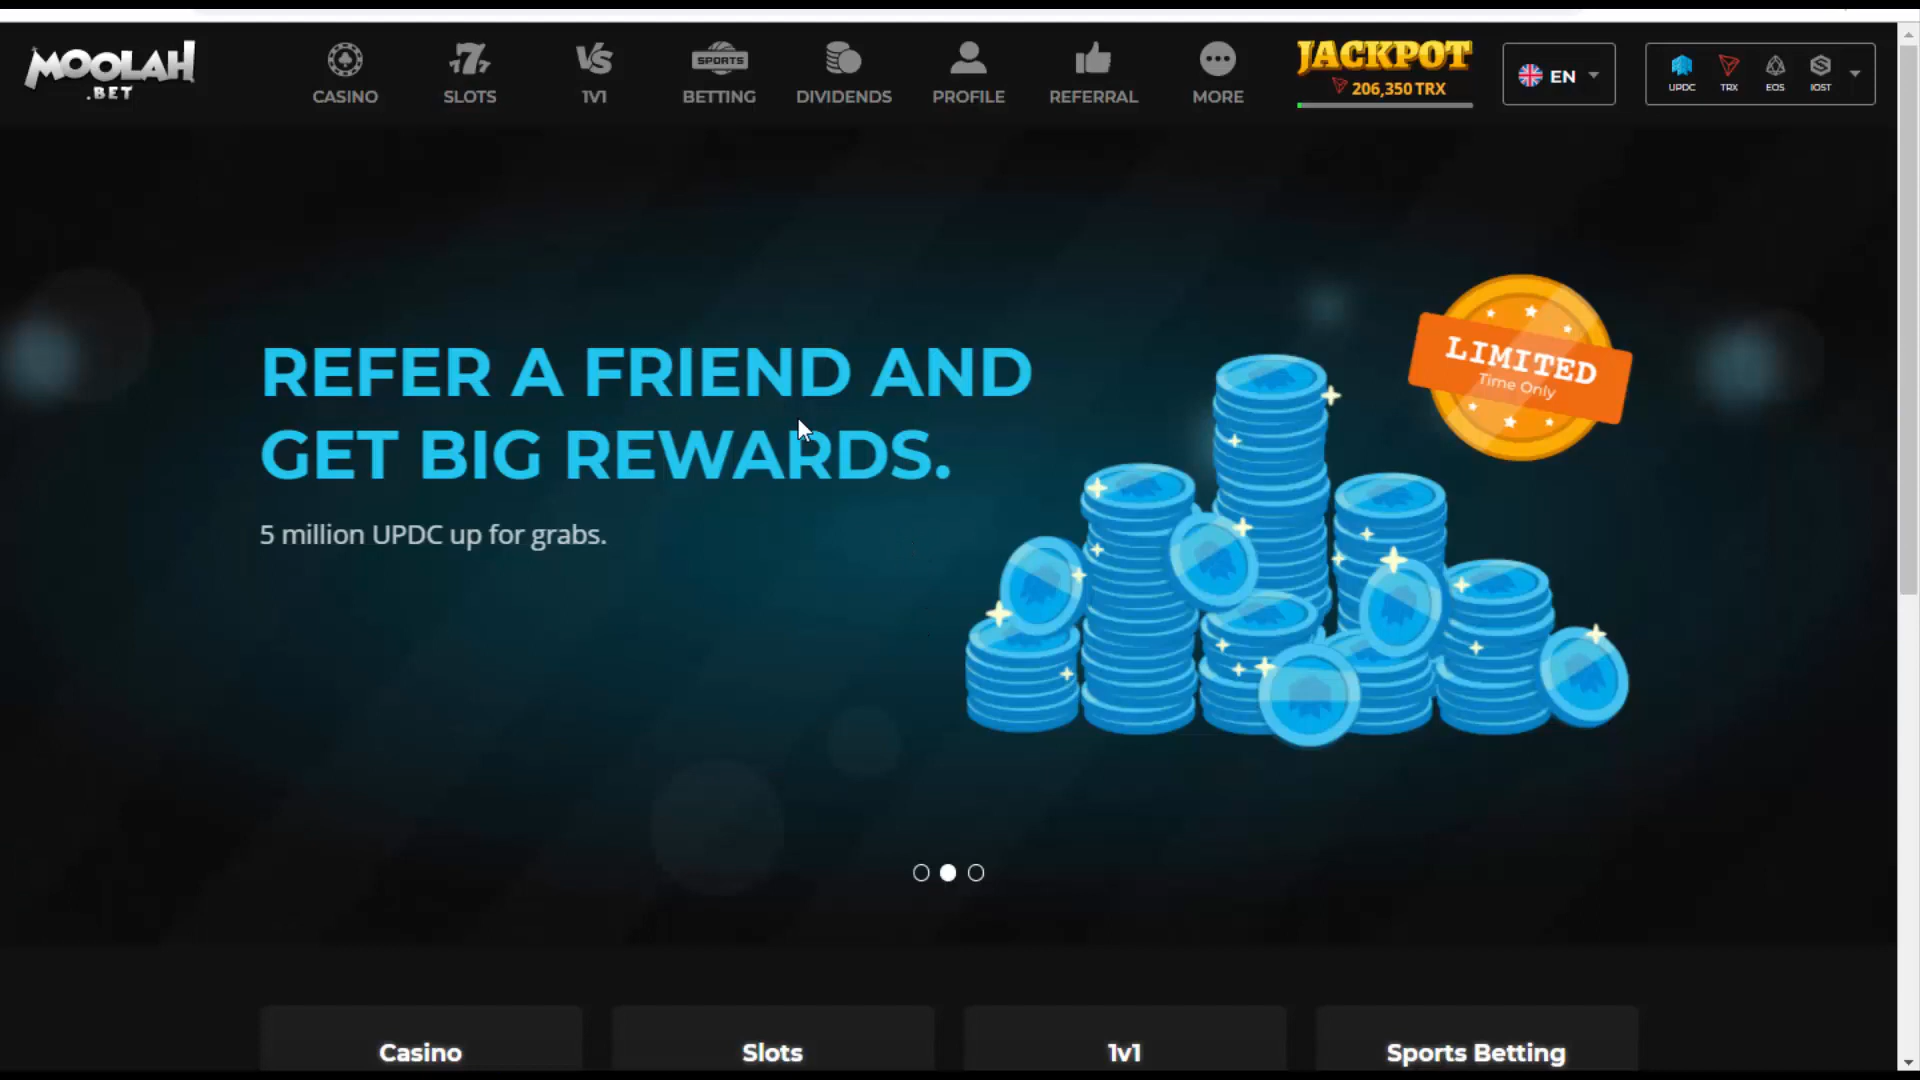 MOOLAH
.BET
CASINO
777
SLOTS
VS
1V1
SPORTS
BETTING
DIVIDENDS
PROFILE
REFERRAL
MORE
JACKPOT
206,350 TRX
EN
UPDC
TRX
EOS
IOST
REFER A FRIEND AND
GET BIG REWARDS.
5 million UPDC up for grabs.
LIMITED
Time Only
Casino
Slots
1v1
Sports Betting